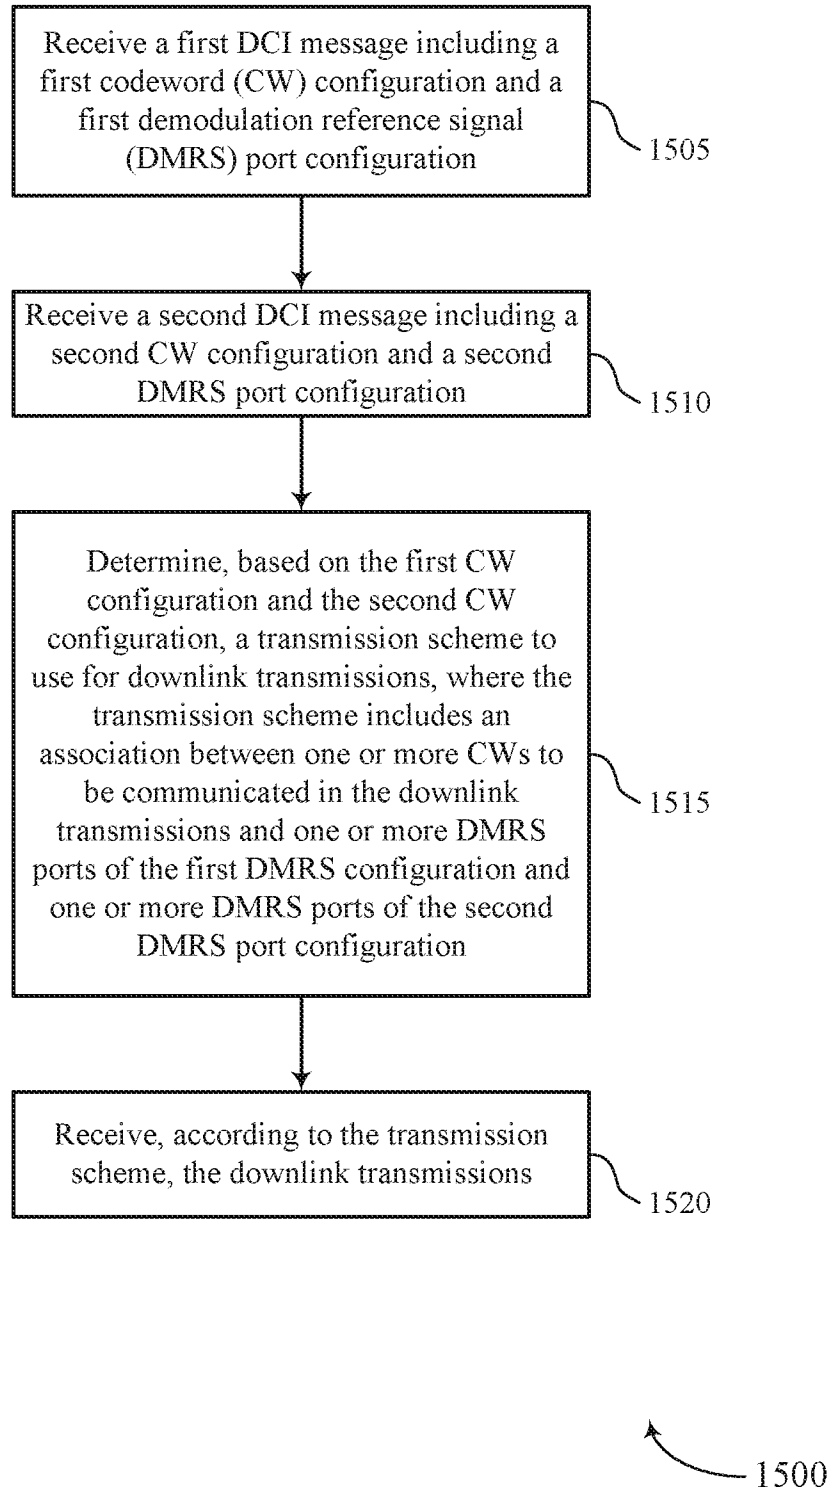 Receive a first DCI message including a
first codeword (CW) configuration and a
first demodulation reference signal
(DMRS) port configuration
1505
Receive a second DCI message including a
second CW configuration and a second
DMRS port configuration
1510
Determine, based on the first CW
configuration and the second CW
configuration, a transmission scheme to
use for downlink transmissions, where the
transmission scheme includes an
association between one or more CWs to
be communicated in the downlink
transmissions and one or more DMRS
ports of the first DMRS configuration and
one or more DMRS ports of the second
DMRS port configuration
1515
Receive, according to the transmission
scheme, the downlink transmissions
1520
1500